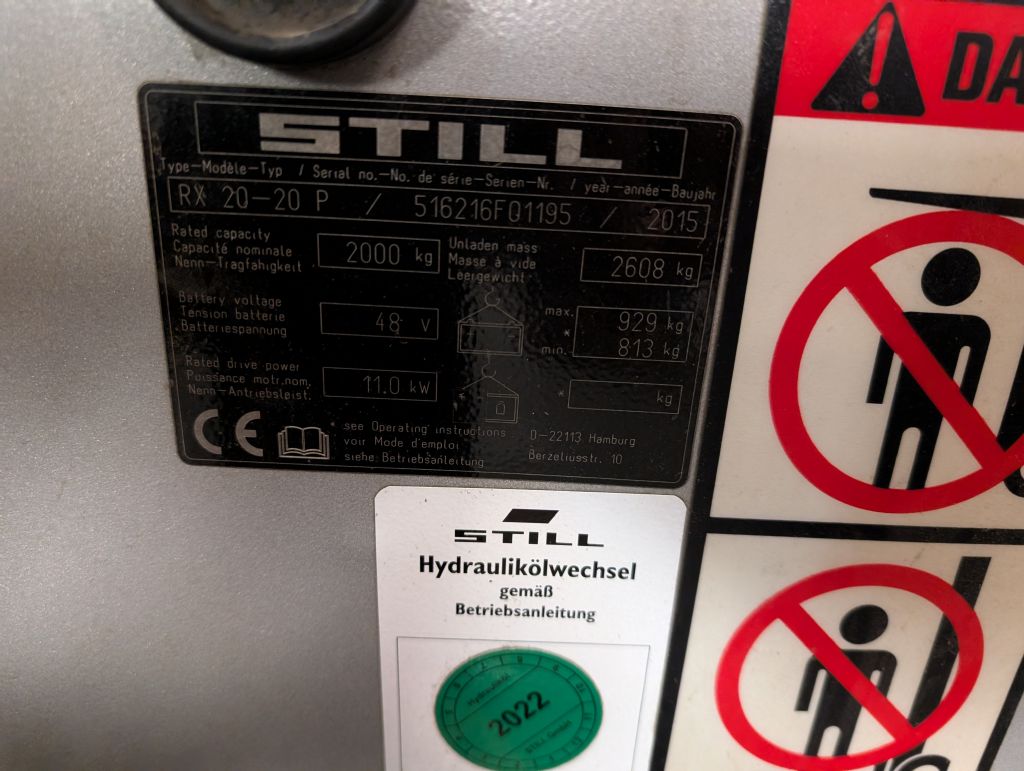 STILL
Type-Modèle-Typ / Serial no.-No. de série-Serien-Nr. / year-année-Baujahr
RX 20-20 P / 516216F01195 / 2015
Rated capacity
Capacité nominale
Nenn-Tragfähigkeit
2000 kg
Unladen mass
Masse à vide
Leergewicht
2608 kg
Battery voltage
Tension batterie
Batteriespannung
48 V
max. 929 kg
*
min. 813 kg
Rated drive power
Puissance motr.nom.
Nenn-Antriebsleist.
11.0 kW
* * kg
CE
* see Operating instructions
voir Mode d'emploi
siehe Betriebsanleitung
D-22113 Hamburg
Berzeliusstr. 10
STILL
Hydraulikölwechsel
gemäß
Betriebsanleitung
Hydrauliköl
2022
STILL GmbH
DA